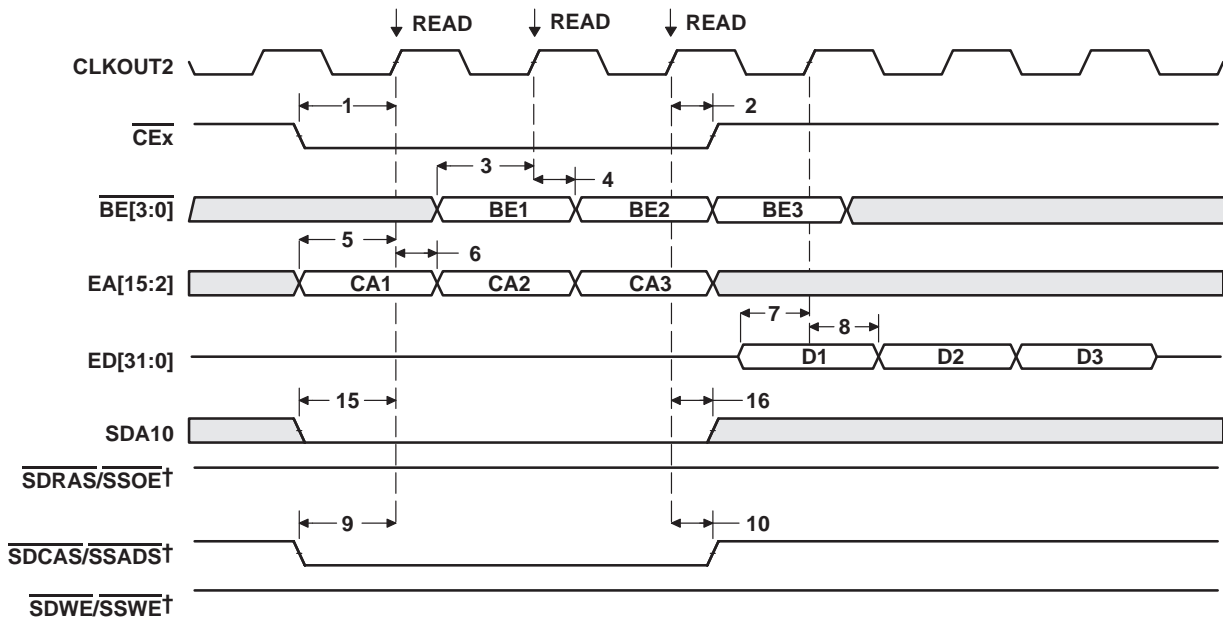 READ READ READ
CLKOUT2
1 2
CEx
3 4
BE[3:0] BE1 BE2 BE3
5 6
EA[15:2] CA1 CA2 CA3
7 8
ED[31:0] D1 D2 D3
15 16
SDA10
SDRAS/SSOE†
9 10
SDCAS/SSADS†
SDWE/SSWE†